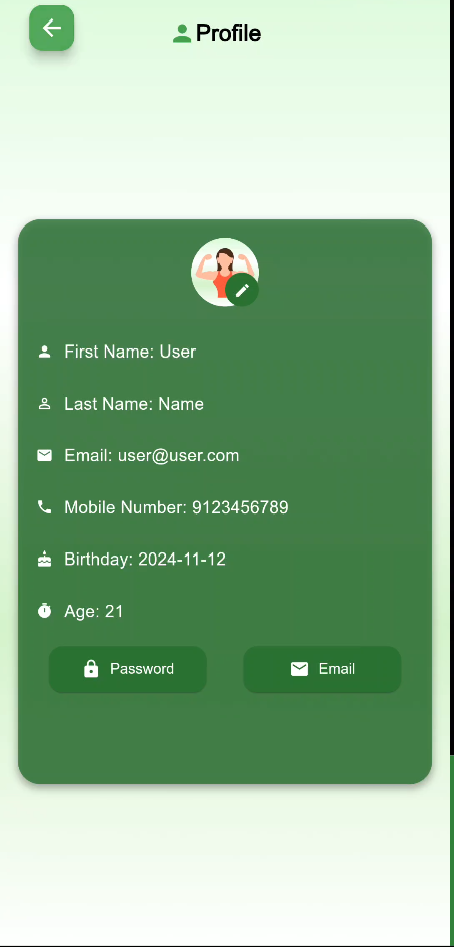 Profile
First Name: User
Last Name: Name
Email: user@user.com
Mobile Number: 9123456789
Birthday: 2024-11-12
Age: 21
Password Email